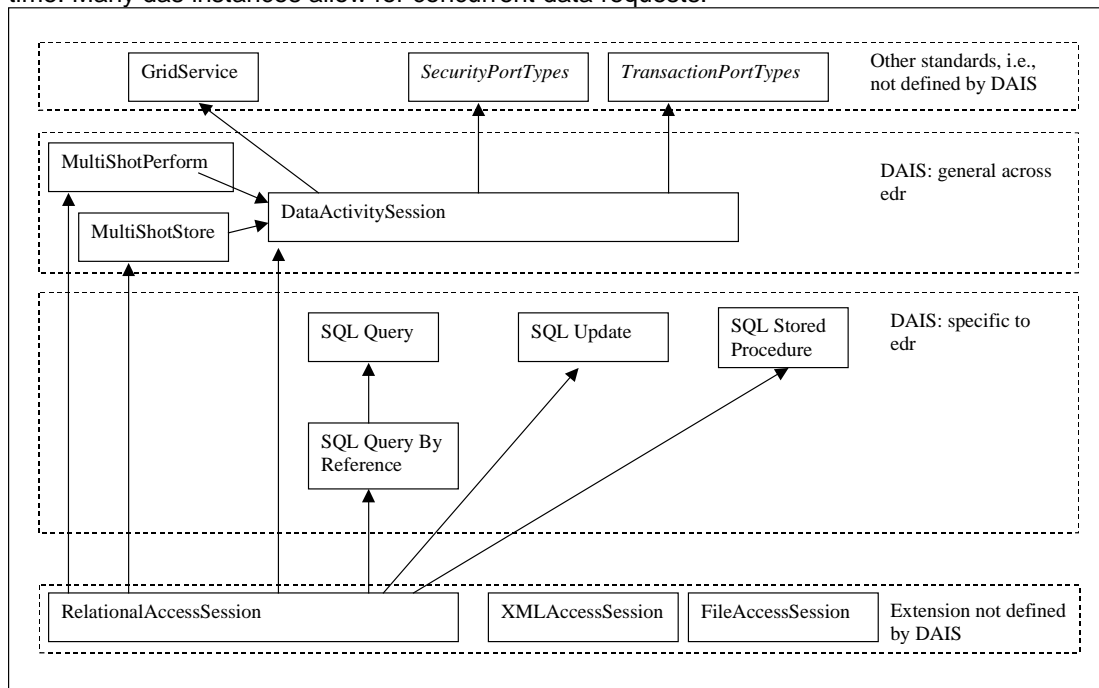 time. Many das instances allow for concurrent data requests.
GridService
SecurityPortTypes
TransactionPortTypes
Other standards, i.e.,
not defined by DAIS
MultiShotPerform
DAIS: general across
edr
DataActivitySession
MultiShotStore
SQL Query
SQL Update
SQL Stored
Procedure
DAIS: specific to
edr
SQL Query By
Reference
RelationalAccessSession
XMLAccessSession
FileAccessSession
Extension not defined
by DAIS